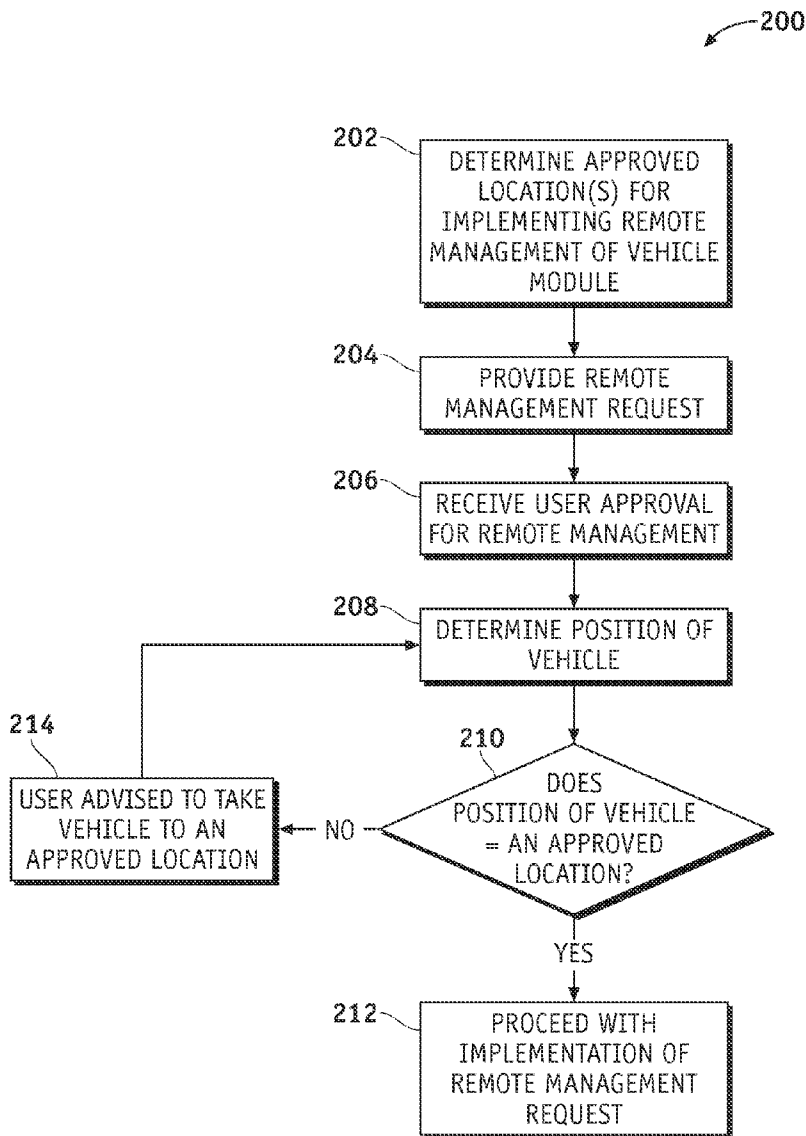 200
202
DETERMINE APPROVED
LOCATION(S) FOR
IMPLEMENTING REMOTE
MANAGEMENT OF VEHICLE
MODULE
204
PROVIDE REMOTE
MANAGEMENT REQUEST
206
RECEIVE USER APPROVAL
FOR REMOTE MANAGEMENT
208
DETERMINE POSITION OF
VEHICLE
210
DOES
POSITION OF VEHICLE
= AN APPROVED
LOCATION?
214
USER ADVISED TO TAKE
VEHICLE TO AN
APPROVED LOCATION
NO
YES
212
PROCEED WITH
IMPLEMENTATION OF
REMOTE MANAGEMENT
REQUEST